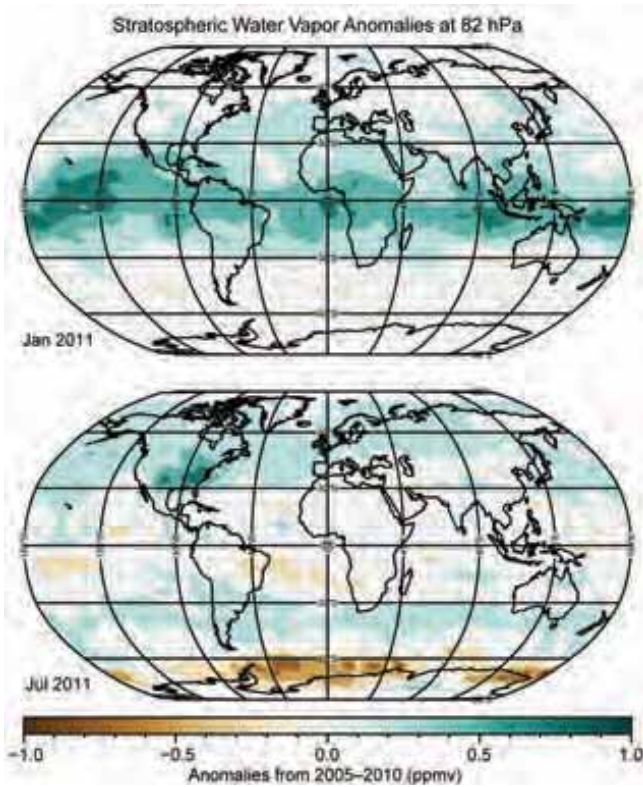 Stratospheric Water Vapor Anomalies at 82 hPa
Jan 2011
Jul 2011
−1.0 −0.5 0.0 0.5 1.0
Anomalies from 2005–2010 (ppmv)